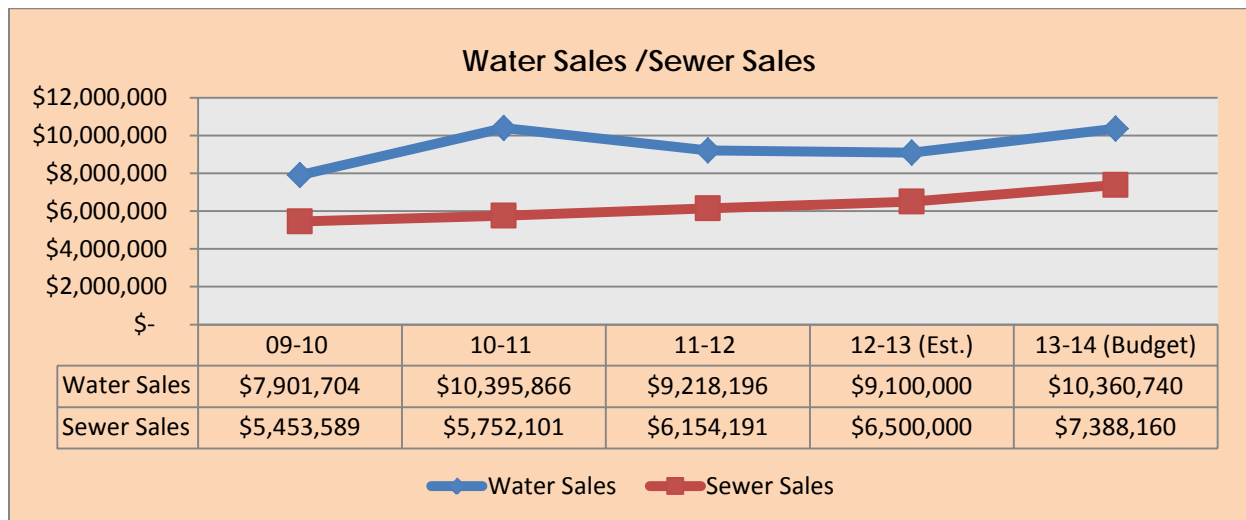 Water Sales /Sewer Sales
$12,000,000
$10,000,000
$8,000,000
$6,000,000
$4,000,000
$2,000,000
$-
09-10 10-11 11-12 12-13 (Est.) 13-14 (Budget)
Water Sales $7,901,704 $10,395,866 $9,218,196 $9,100,000 $10,360,740
Sewer Sales $5,453,589 $5,752,101 $6,154,191 $6,500,000 $7,388,160
Water Sales Sewer Sales